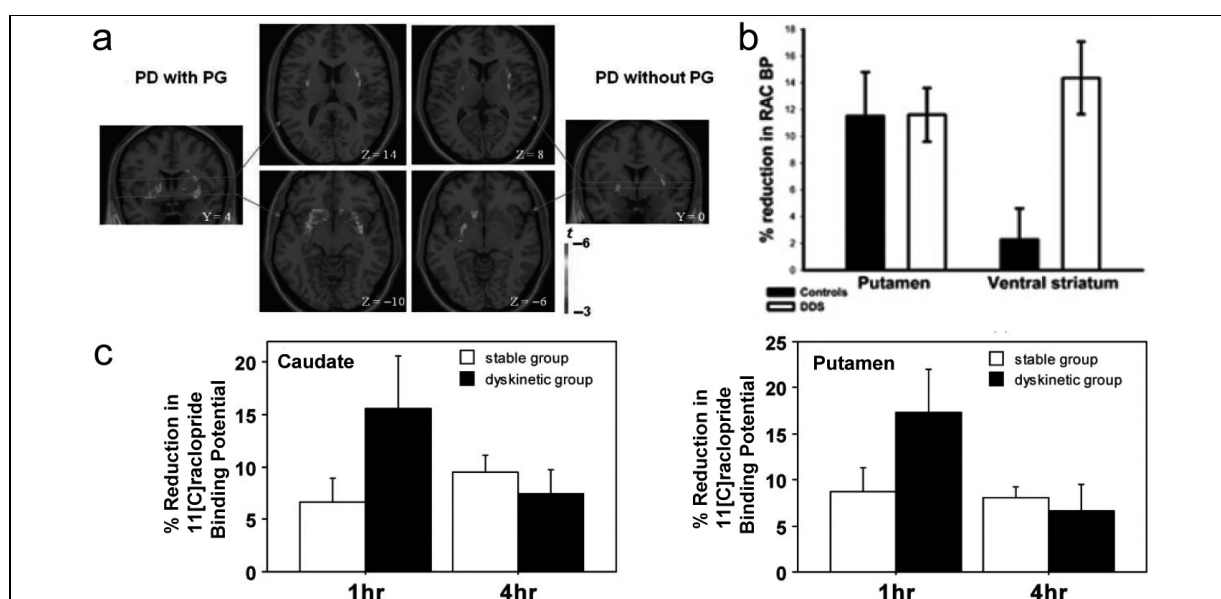 a
PD with PG
PD without PG
Z = 14
Z = 8
Y = 4
Y = 0
Z = −10
Z = −6
t
−6
−3
b
% reduction in RAC BP
18
16
14
12
10
8
6
4
2
0
Putamen
Ventral striatum
Controls
DDS
c
% Reduction in
11[C]raclopride
Binding Potential
20
15
10
5
0
Caudate
stable group
dyskinetic group
1hr
4hr
% Reduction in
11[C]raclopride
Binding Potential
25
20
15
10
5
0
Putamen
stable group
dyskinetic group
1hr
4hr